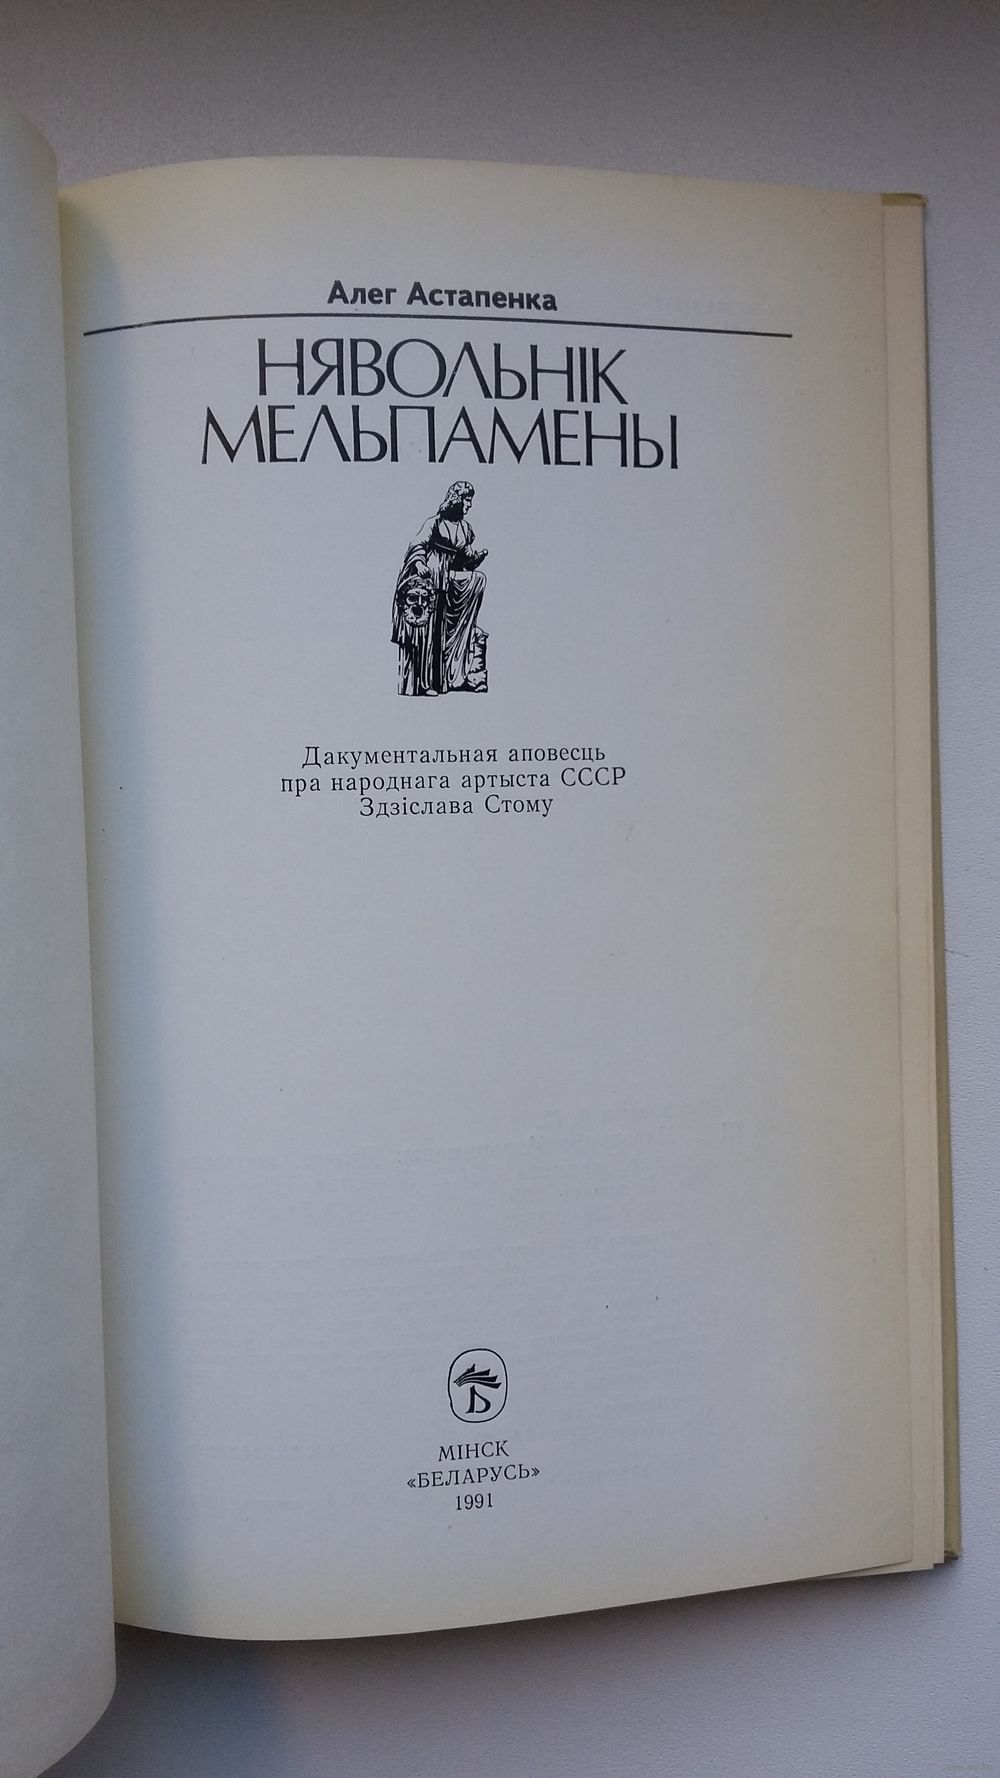 Алег Астапенка
НЯВОЛЬНІК
МЕЛЬПАМЕНЫ
Дакументальная аповесць
пра народнага артыста СССР
Здзіслава Стому
МІНСК
«БЕЛАРУСЬ»
1991